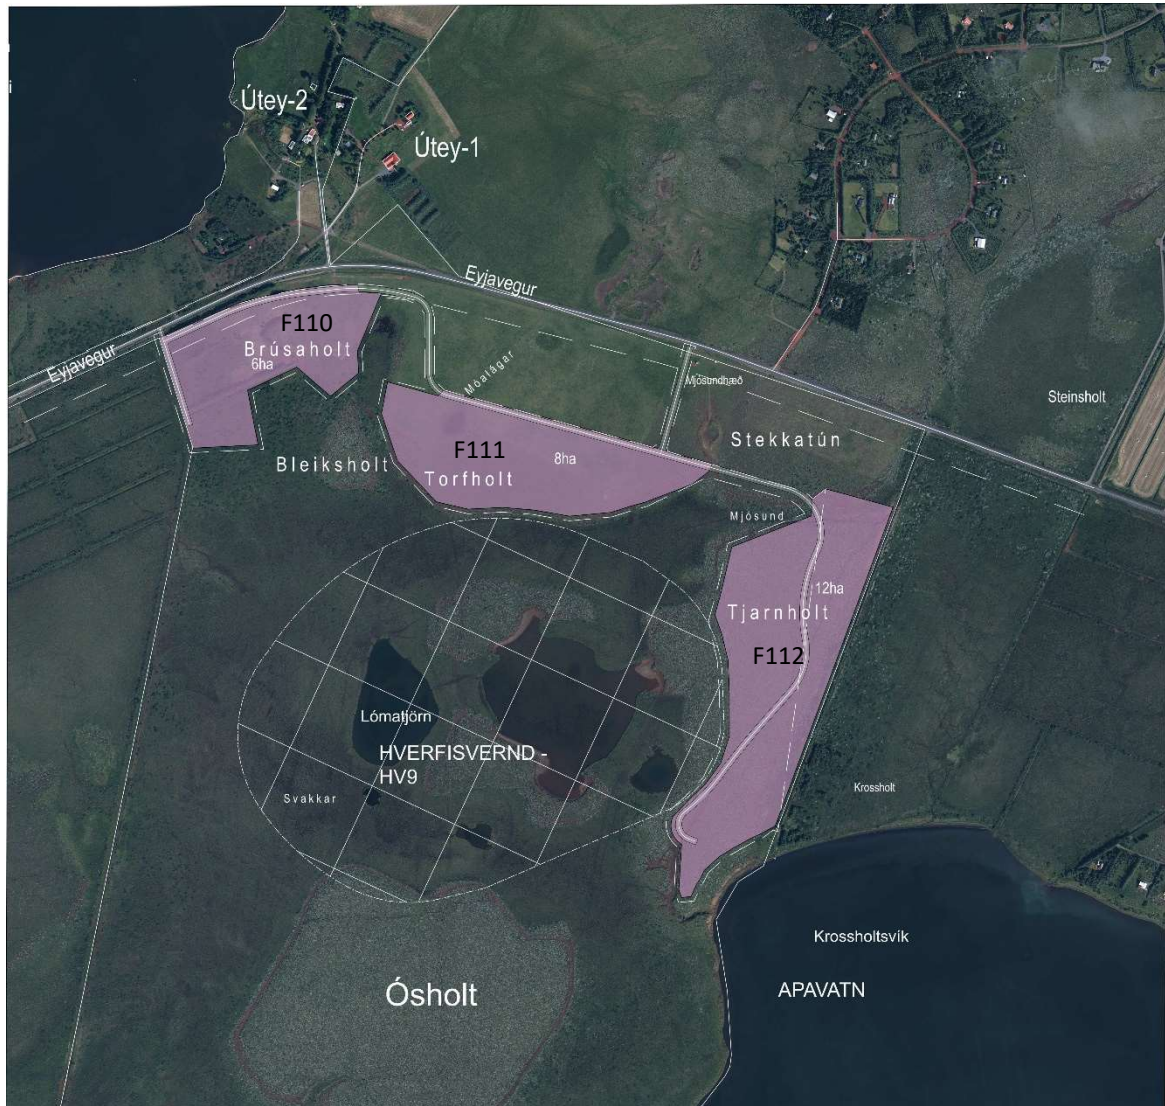 i
Útey-2
Útey-1
Eyjavegur
F110
Brúsaholt
6ha
Eyjavegur
Móalágar
Mjósundhæð
Steinsholt
Stekkatún
F111
8ha
Torfholt
Bleiksholt
Mjósund
12ha
Tjarnholt
F112
Lómatjörn
HVERFISVERND -
HV9
Svakkar
Krossholt
Krossholtsvík
APAVATN
Ósholt